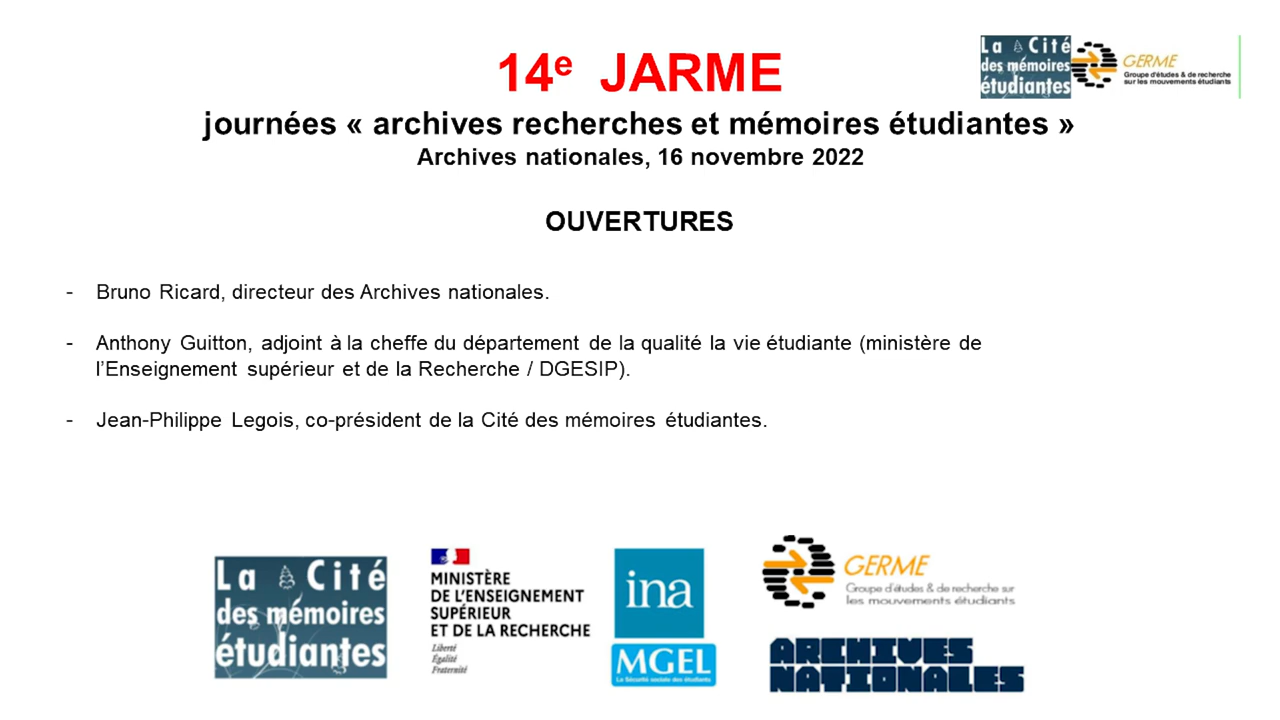 La Cité
des mémoires
étudiantes
GERME
Groupe d'études & de recherche
sur les mouvements étudiants
14e JARME
journées « archives recherches et mémoires étudiantes »
Archives nationales, 16 novembre 2022
OUVERTURES
- Bruno Ricard, directeur des Archives nationales.
- Anthony Guitton, adjoint à la cheffe du département de la qualité la vie étudiante (ministère de
l’Enseignement supérieur et de la Recherche / DGESIP).
- Jean-Philippe Legois, co-président de la Cité des mémoires étudiantes.
La Cité
des mémoires
étudiantes
MINISTÈRE
DE L'ENSEIGNEMENT
SUPÉRIEUR
ET DE LA RECHERCHE
Liberté
Égalité
Fraternité
ina
MGEL
La Sécurité sociale des étudiants
GERME
Groupe d'études & de recherche sur
les mouvements étudiants
ARCHIVES
NATIONALES